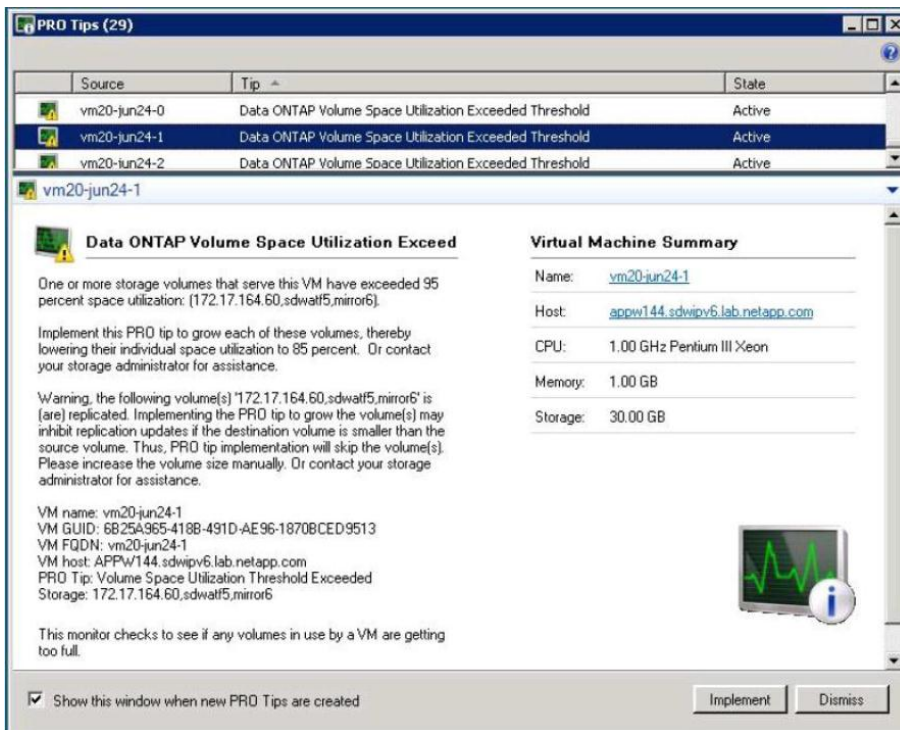 PRO Tips (29)
Source Tip State
vm20-jun24-0 Data ONTAP Volume Space Utilization Exceeded Threshold Active
vm20-jun24-1 Data ONTAP Volume Space Utilization Exceeded Threshold Active
vm20-jun24-2 Data ONTAP Volume Space Utilization Exceeded Threshold Active
vm20-jun24-1
Data ONTAP Volume Space Utilization Exceed
One or more storage volumes that serve this VM have exceeded 95
percent space utilization: (172.17.164.60,sdwatf5,mirror6).
Implement this PRO tip to grow each of these volumes, thereby
lowering their individual space utilization to 85 percent. Or contact
your storage administrator for assistance.
Warning, the following volume(s) '172.17.164.60,sdwatf5,mirror6' is
(are) replicated. Implementing the PRO tip to grow the volume(s) may
inhibit replication updates if the destination volume is smaller than the
source volume. Thus, PRO tip implementation will skip the volume(s).
Please increase the volume size manually. Or contact your storage
administrator for assistance.
VM name: vm20-jun24-1
VM GUID: 6B25A965-418B-491D-AE96-1870BCED9513
VM FQDN: vm20-jun24-1
VM host: APPW144.sdwipv6.lab.netapp.com
PRO Tip: Volume Space Utilization Threshold Exceeded
Storage: 172.17.164.60,sdwatf5,mirror6
This monitor checks to see if any volumes in use by a VM are getting
too full.
Virtual Machine Summary
Name: vm20-jun24-1
Host: appw144.sdwipv6.lab.netapp.com
CPU: 1.00 GHz Pentium III Xeon
Memory: 1.00 GB
Storage: 30.00 GB
Show this window when new PRO Tips are created
Implement Dismiss